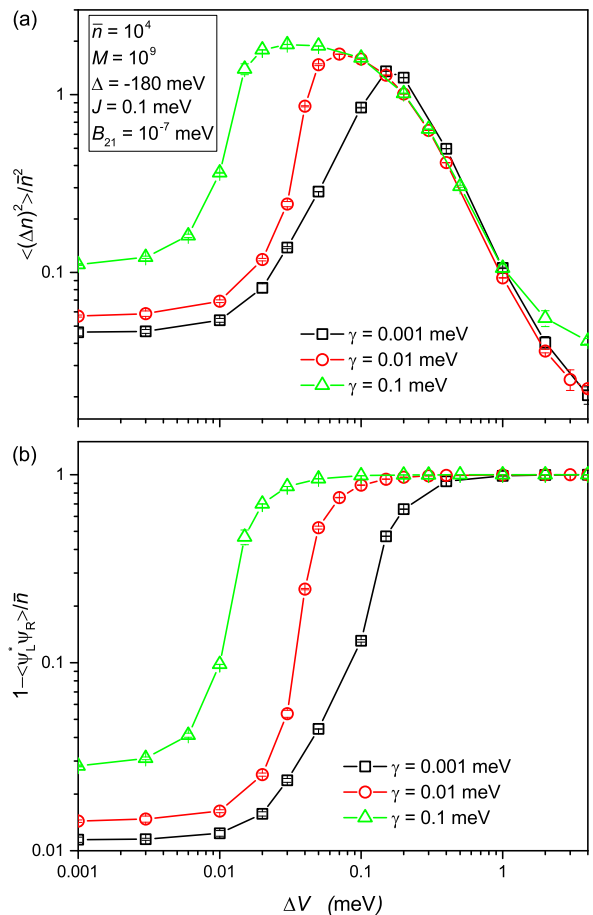 (a)
n̅ = 10⁴
M = 10⁹
Δ = -180 meV
J = 0.1 meV
B₂₁ = 10⁻⁷ meV
<(Δn)²>/n̅²
1
0.1
γ = 0.001 meV
γ = 0.01 meV
γ = 0.1 meV
(b)
1−<ψ*_L ψ_R>/n̅
1
0.1
0.01
γ = 0.001 meV
γ = 0.01 meV
γ = 0.1 meV
0.001 0.01 0.1 1
ΔV (meV)